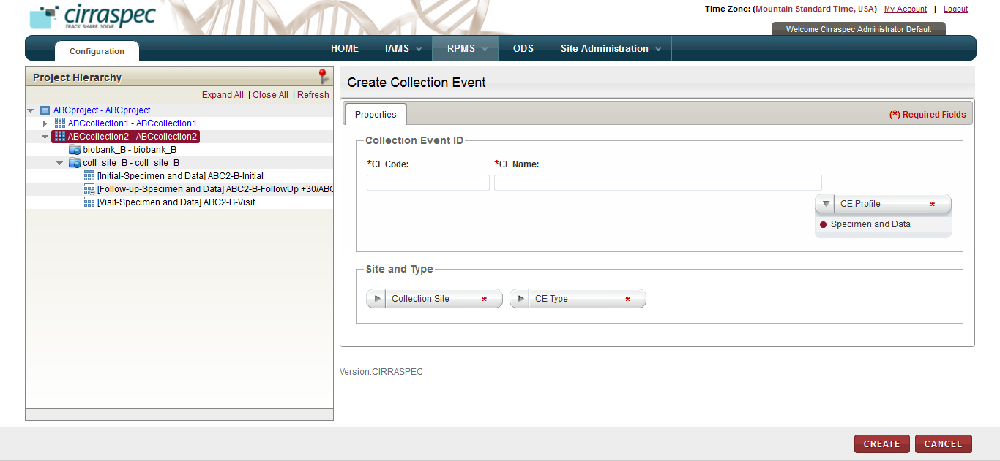 cirraspec
TRACK. SHARE. SOLVE.
Time Zone: (Mountain Standard Time, USA) My Account | Logout
Welcome Cirraspec Administrator Default
Configuration
HOME IAMS RPMS ODS Site Administration
Project Hierarchy
Expand All | Close All | Refresh
ABCproject - ABCproject
ABCcollection1 - ABCcollection1
ABCcollection2 - ABCcollection2
biobank_B - biobank_B
coll_site_B - coll_site_B
[Initial-Specimen and Data] ABC2-B-Initial
[Follow-up-Specimen and Data] ABC2-B-FollowUp +30/ABC
[Visit-Specimen and Data] ABC2-B-Visit
Create Collection Event
Properties
(*) Required Fields
Collection Event ID
*CE Code: *CE Name:
CE Profile *
Specimen and Data
Site and Type
Collection Site * CE Type *
Version:CIRRASPEC
CREATE CANCEL